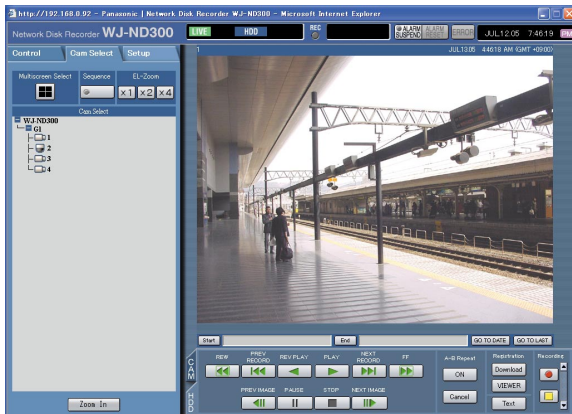 http://192.168.0.92 - Panasonic | Network Disk Recorder WJ-ND300 - Microsoft Internet Explorer
Network Disk Recorder WJ-ND300
LIVE HDD REC ALARM SUSPEND ALARM RESET ERROR JUL.12.05 7:46:19 PM
Control Cam Select Setup
1 JUL.13.05 4:46:18 AM (GMT +09:00)
Multiscreen Select Sequence EL-Zoom
x1 x2 x4
Cam Select
WJ-ND300
G1
1
2
3
4
Start End GO TO DATE GO TO LAST
CAM
REW PREV RECORD REV PLAY PLAY NEXT RECORD FF A-B Repeat Registration Recording
ON Download
PREV IMAGE PAUSE STOP NEXT IMAGE VIEWER
HDD
Cancel Text
Zoom In